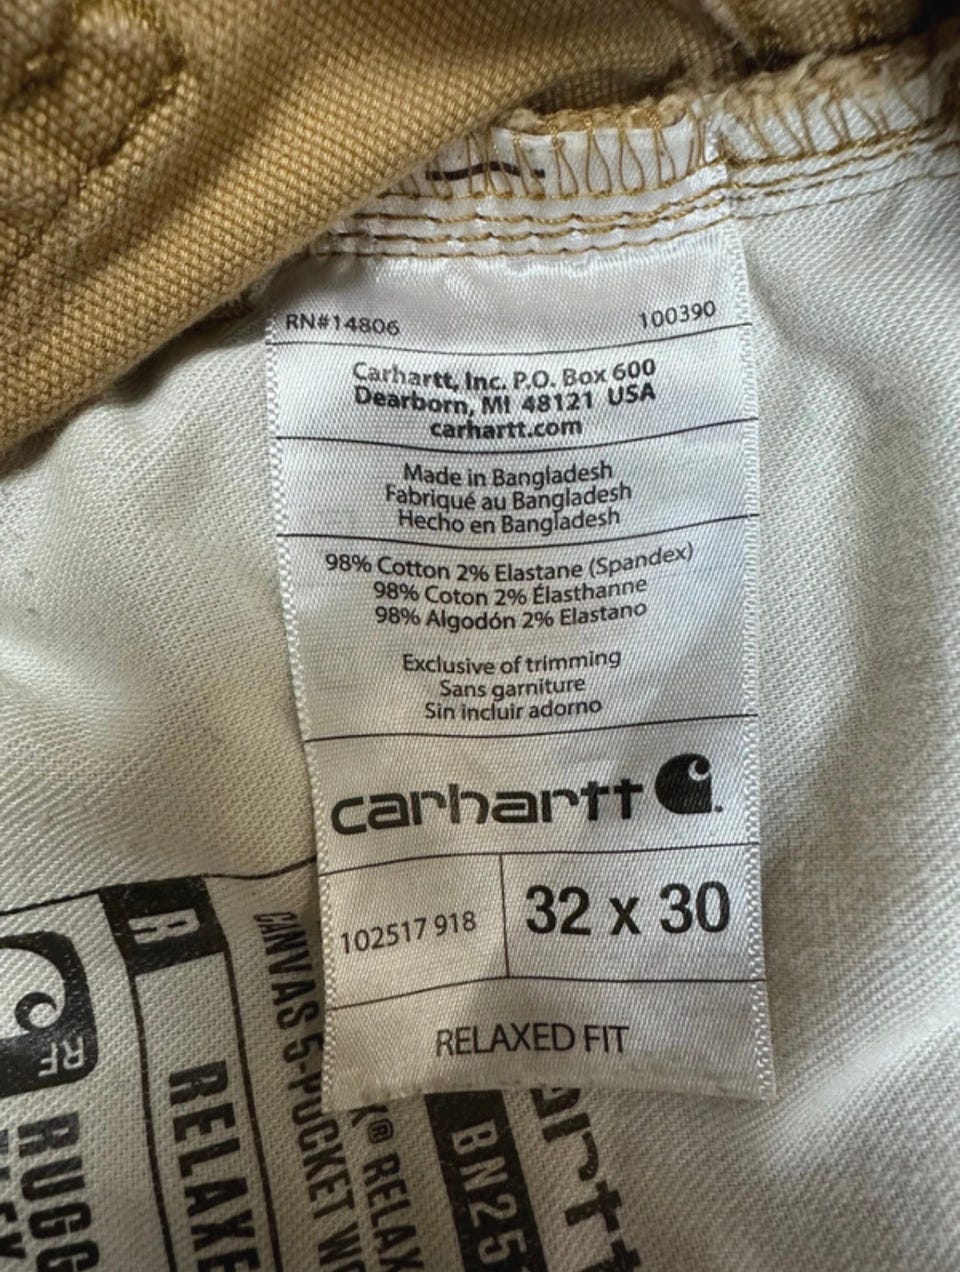 RN#14806 100390
Carhartt, Inc. P.O. Box 600
Dearborn, MI 48121 USA
carhartt.com
Made in Bangladesh
Fabriqué au Bangladesh
Hecho en Bangladesh
98% Cotton 2% Elastane (Spandex)
98% Coton 2% Élasthanne
98% Algodón 2% Elastano
Exclusive of trimming
Sans garniture
Sin incluir adorno
carhartt
102517 918 32 x 30
RELAXED FIT
RF
R
RELAXE
CANVAS 5-POCKET
® RELAX
BN25